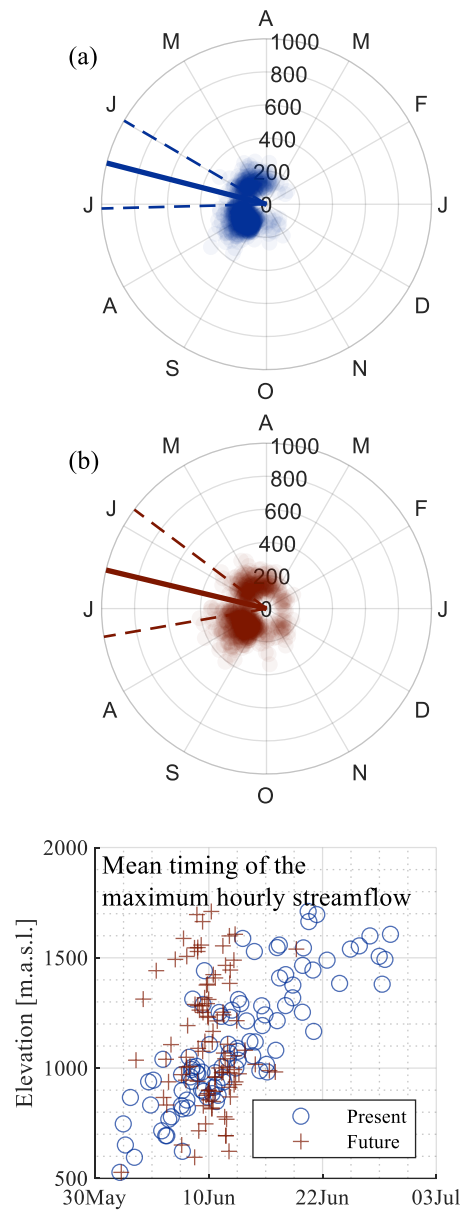 A
(a)
M
1000
M
800
J
600
F
400
200
J
0
J
A
D
S
N
O
A
(b)
M
1000
M
800
J
600
F
400
200
J
0
J
A
D
S
N
O
2000
Mean timing of the
maximum hourly streamflow
1500
Elevation [m.a.s.l.]
1000
Present
Future
500
30May
10Jun
22Jun
03Jul